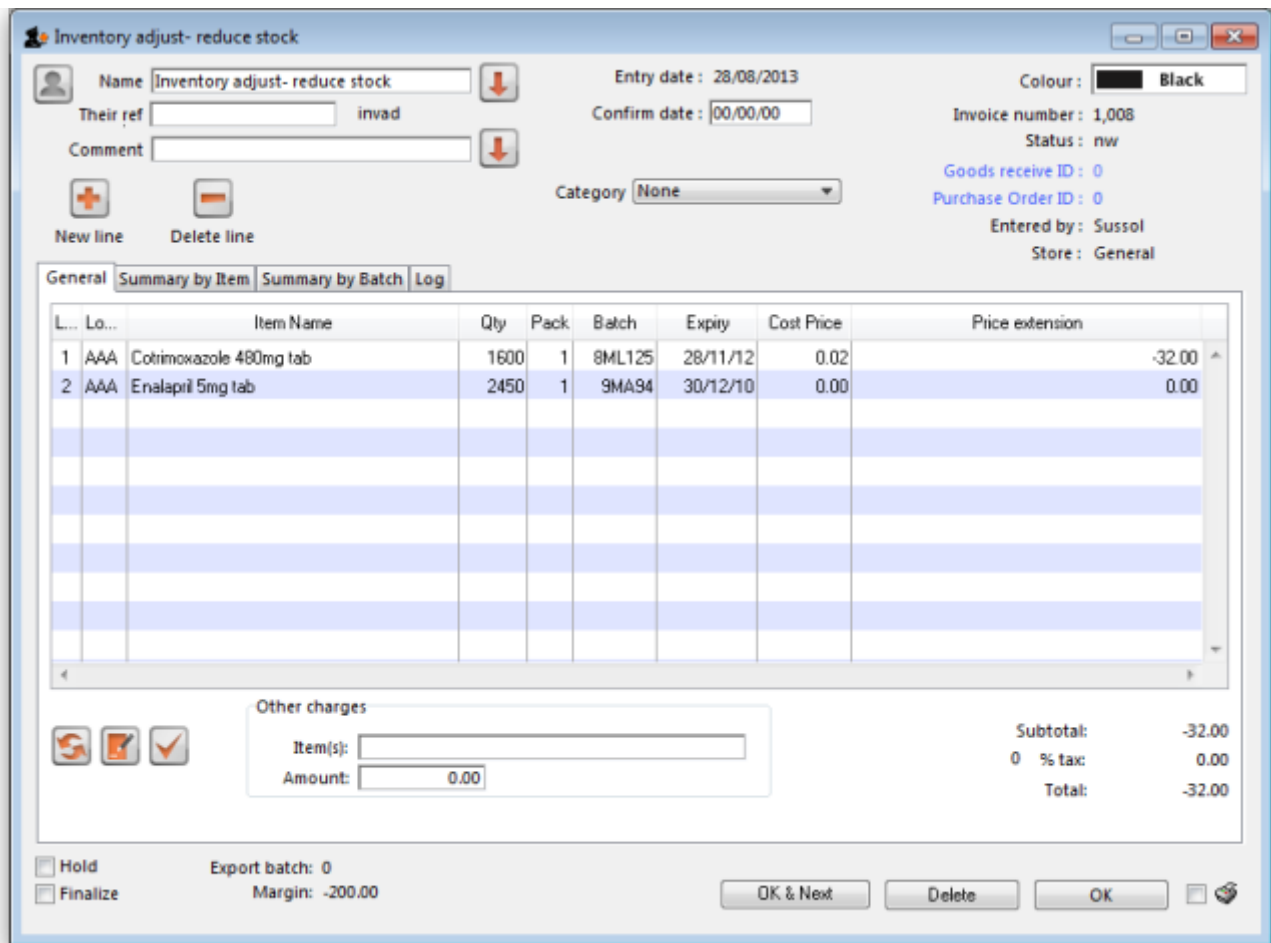 Inventory adjust- reduce stock
Name Inventory adjust- reduce stock Entry date : 28/08/2013 Colour : Black
Their ref invad Confirm date : 00/00/00 Invoice number : 1,008
Status : nw
Comment
Goods receive ID : 0
Category None Purchase Order ID : 0
New line Delete line Entered by : Sussol
Store : General
General Summary by Item Summary by Batch Log
L... Lo... Item Name Qty Pack Batch Expiry Cost Price Price extension
1 AAA Cotrimoxazole 480mg tab 1600 1 8ML125 28/11/12 0.02 -32.00
2 AAA Enalapril 5mg tab 2450 1 9MA94 30/12/10 0.00 0.00
Other charges
Item(s): Subtotal: -32.00
0 % tax: 0.00
Amount: 0.00 Total: -32.00
Hold Export batch: 0
Finalize Margin: -200.00 OK & Next Delete OK